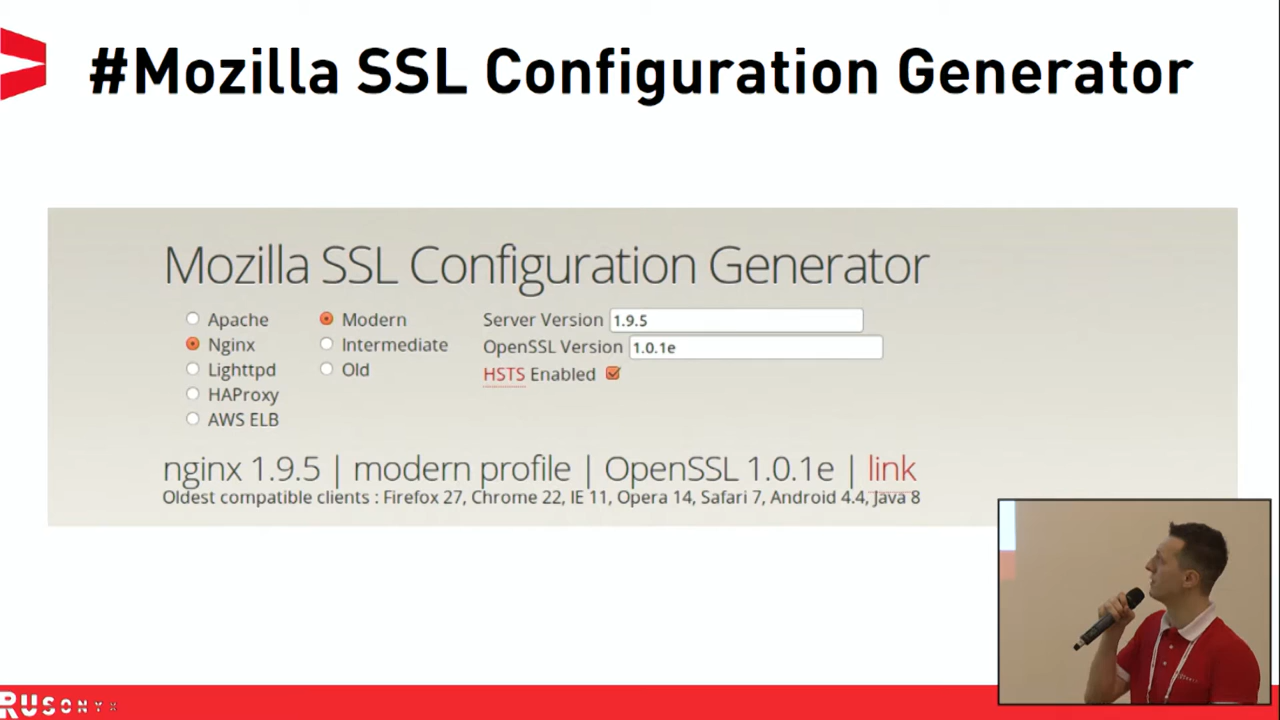 #Mozilla SSL Configuration Generator
Mozilla SSL Configuration Generator
Apache
Modern
Server Version 1.9.5
Nginx
Intermediate
OpenSSL Version 1.0.1e
Lighttpd
Old
HSTS Enabled
HAProxy
AWS ELB
nginx 1.9.5 | modern profile | OpenSSL 1.0.1e | link
Oldest compatible clients : Firefox 27, Chrome 22, IE 11, Opera 14, Safari 7, Android 4.4, Java 8
RUSONYX